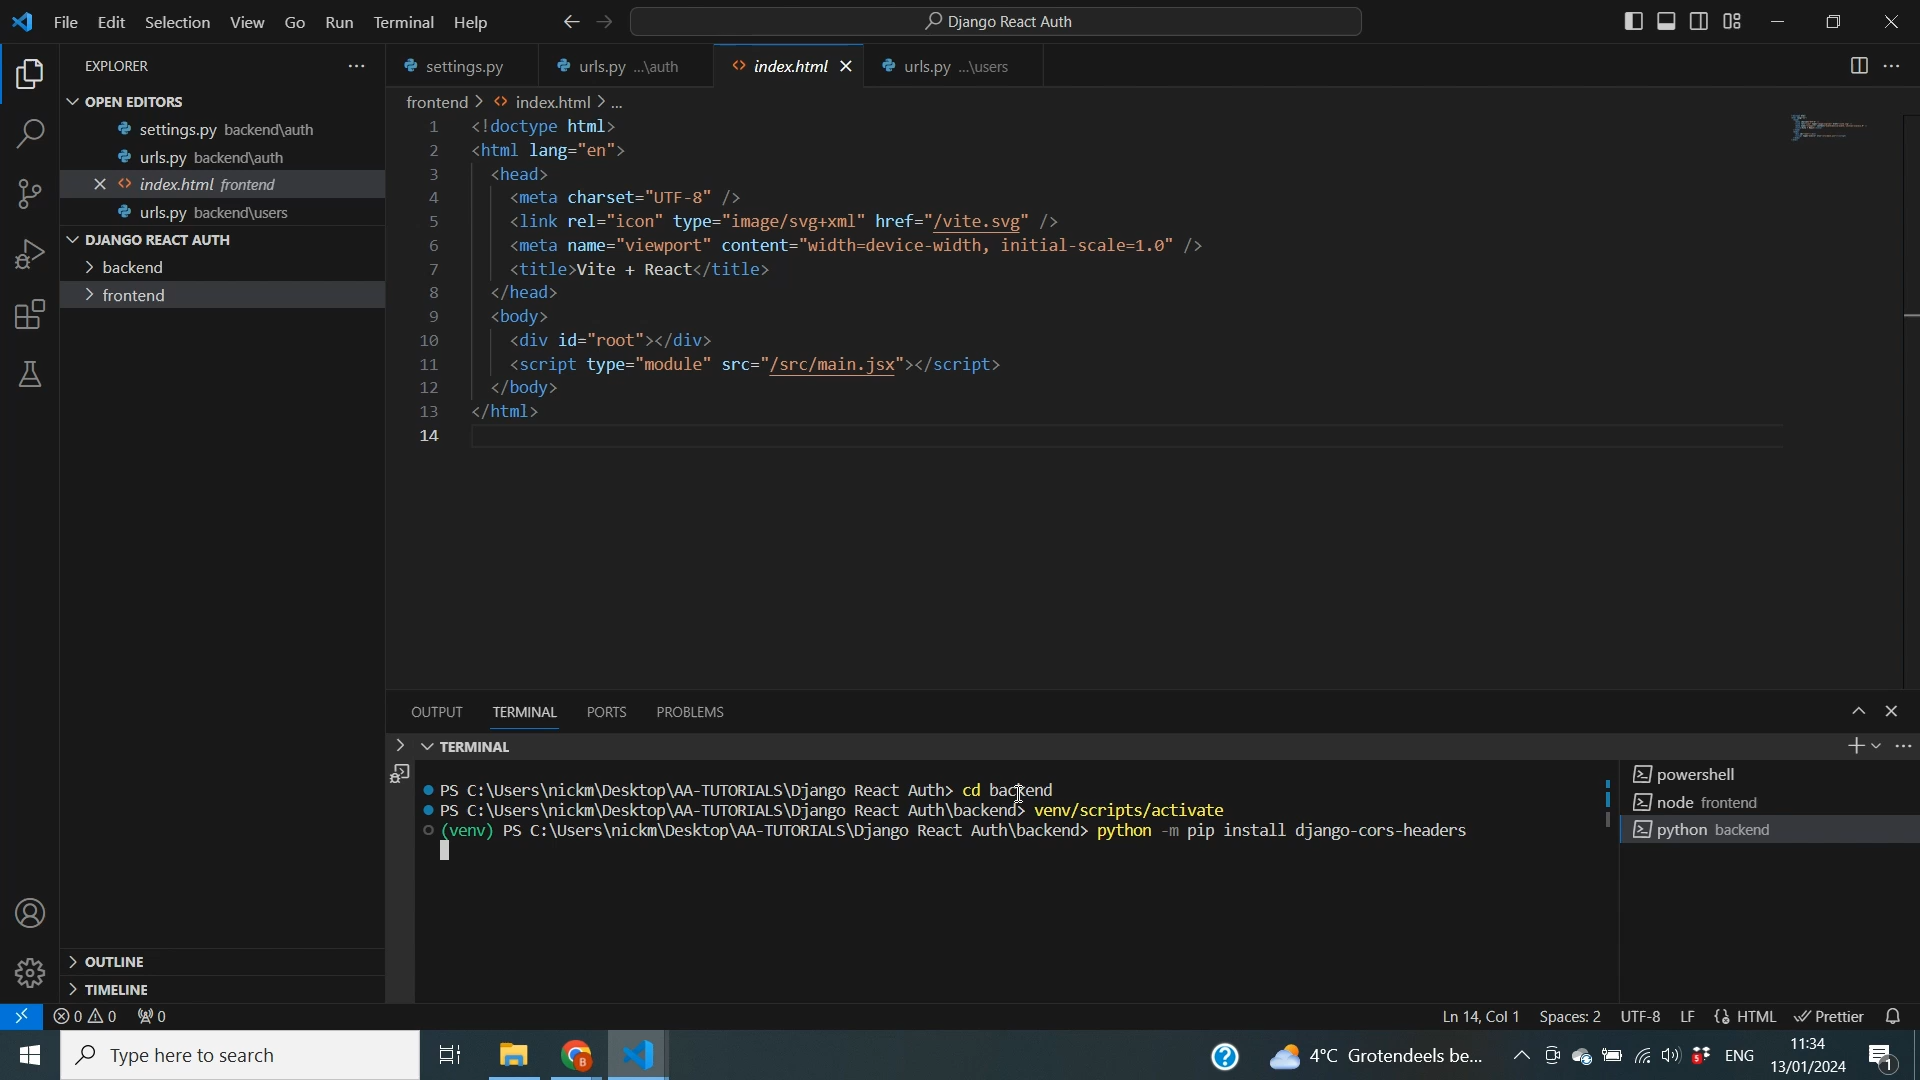 File Edit Selection View Go Run Terminal Help
Django React Auth
EXPLORER
OPEN EDITORS
settings.py backend\auth
urls.py backend\auth
index.html frontend
urls.py backend\users
DJANGO REACT AUTH
backend
frontend
OUTLINE
TIMELINE
settings.py
urls.py ...\auth
index.html
urls.py ...\users
frontend > index.html > ...
1 <!doctype html>
2 <html lang="en">
3 <head>
4 <meta charset="UTF-8" />
5 <link rel="icon" type="image/svg+xml" href="/vite.svg" />
6 <meta name="viewport" content="width=device-width, initial-scale=1.0" />
7 <title>Vite + React</title>
8 </head>
9 <body>
10 <div id="root"></div>
11 <script type="module" src="/src/main.jsx"></script>
12 </body>
13 </html>
14
OUTPUT TERMINAL PORTS PROBLEMS
TERMINAL
PS C:\Users\nickm\Desktop\AA-TUTORIALS\Django React Auth> cd backend
PS C:\Users\nickm\Desktop\AA-TUTORIALS\Django React Auth\backend> venv/scripts/activate
(venv) PS C:\Users\nickm\Desktop\AA-TUTORIALS\Django React Auth\backend> python -m pip install django-cors-headers
powershell
node frontend
python backend
0 0 0
Ln 14, Col 1 Spaces: 2 UTF-8 LF HTML Prettier
Type here to search
4°C Grotendeels be...
ENG
11:34
13/01/2024
1